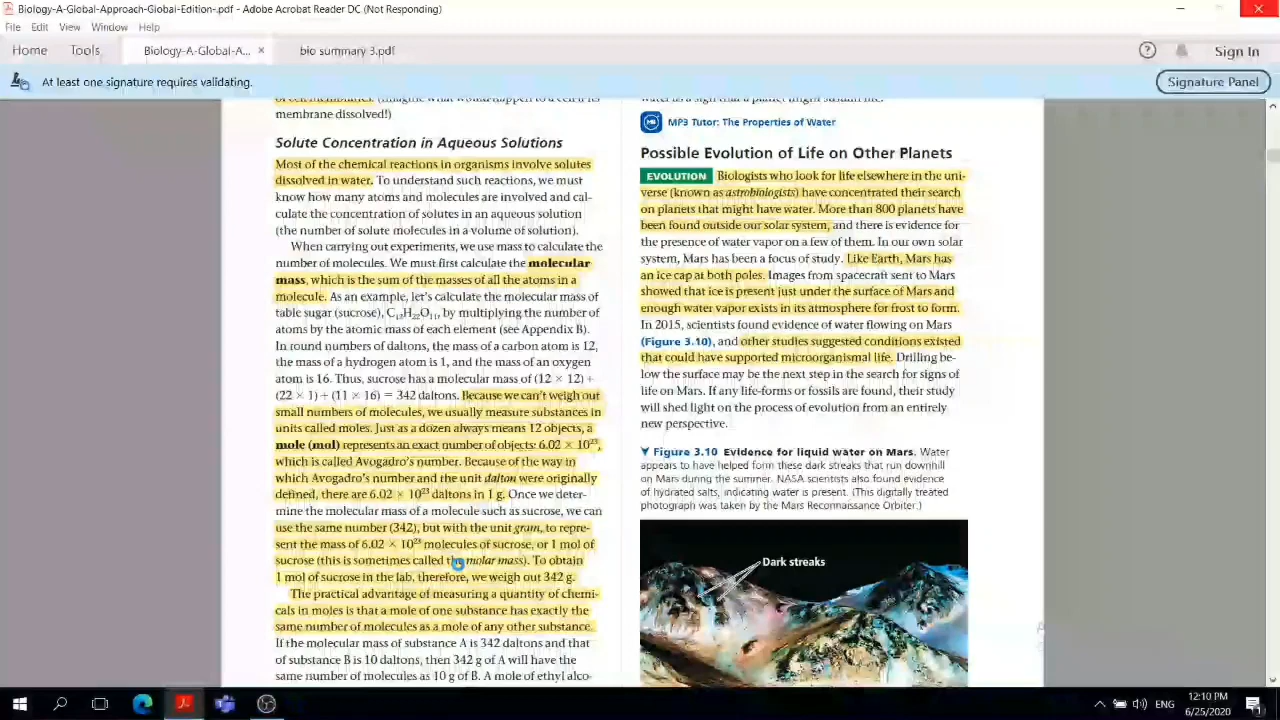 Biology-A-Global-Approach-Global-Edition-.pdf - Adobe Acrobat Reader DC (Not Responding)
File Edit View Window Help
Home Tools Biology-A-Global-A... × bio summary 3.pdf ? Sign In
At least one signature requires validating. Signature Panel
membrane dissolved!)
Solute Concentration in Aqueous Solutions
Most of the chemical reactions in organisms involve solutes
dissolved in water. To understand such reactions, we must
know how many atoms and molecules are involved and cal-
culate the concentration of solutes in an aqueous solution
(the number of solute molecules in a volume of solution).
When carrying out experiments, we use mass to calculate the
number of molecules. We must first calculate the molecular
mass, which is the sum of the masses of all the atoms in a
molecule. As an example, let's calculate the molecular mass of
table sugar (sucrose), C₁₂H₂₂O₁₁, by multiplying the number of
atoms by the atomic mass of each element (see Appendix B).
In round numbers of daltons, the mass of a carbon atom is 12,
the mass of a hydrogen atom is 1, and the mass of an oxygen
atom is 16. Thus, sucrose has a molecular mass of (12 × 12) +
(22 × 1) + (11 × 16) = 342 daltons. Because we can't weigh out
small numbers of molecules, we usually measure substances in
units called moles. Just as a dozen always means 12 objects, a
mole (mol) represents an exact number of objects: 6.02 × 10²³,
which is called Avogadro's number. Because of the way in
which Avogadro's number and the unit dalton were originally
defined, there are 6.02 × 10²³ daltons in 1 g. Once we deter-
mine the molecular mass of a molecule such as sucrose, we can
use the same number (342), but with the unit gram, to repre-
sent the mass of 6.02 × 10²³ molecules of sucrose, or 1 mol of
sucrose (this is sometimes called the molar mass). To obtain
1 mol of sucrose in the lab, therefore, we weigh out 342 g.
The practical advantage of measuring a quantity of chemi-
cals in moles is that a mole of one substance has exactly the
same number of molecules as a mole of any other substance.
If the molecular mass of substance A is 342 daltons and that
of substance B is 10 daltons, then 342 g of A will have the
same number of molecules as 10 g of B. A mole of ethyl alco-
water as a sign that a planet might sustain life.
MP3 Tutor: The Properties of Water
Possible Evolution of Life on Other Planets
EVOLUTION Biologists who look for life elsewhere in the uni-
verse (known as astrobiologists) have concentrated their search
on planets that might have water. More than 800 planets have
been found outside our solar system, and there is evidence for
the presence of water vapor on a few of them. In our own solar
system, Mars has been a focus of study. Like Earth, Mars has
an ice cap at both poles. Images from spacecraft sent to Mars
showed that ice is present just under the surface of Mars and
enough water vapor exists in its atmosphere for frost to form.
In 2015, scientists found evidence of water flowing on Mars
(Figure 3.10), and other studies suggested conditions existed
that could have supported microorganismal life. Drilling be-
low the surface may be the next step in the search for signs of
life on Mars. If any life-forms or fossils are found, their study
will shed light on the process of evolution from an entirely
new perspective.
Figure 3.10 Evidence for liquid water on Mars. Water
appears to have helped form these dark streaks that run downhill
on Mars during the summer. NASA scientists also found evidence
of hydrated salts, indicating water is present. (This digitally treated
photograph was taken by the Mars Reconnaissance Orbiter.)
Dark streaks
ENG 12:10 PM
6/25/2020